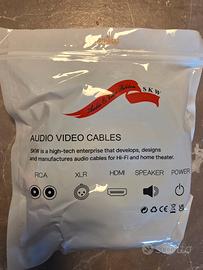 SKW
AUDIO VIDEO CABLES
SKW is a high-tech enterprise that develops, designs
and manufactures audio cables for Hi-Fi and home theater.
RCA XLR HDMI SPEAKER POWER
subito